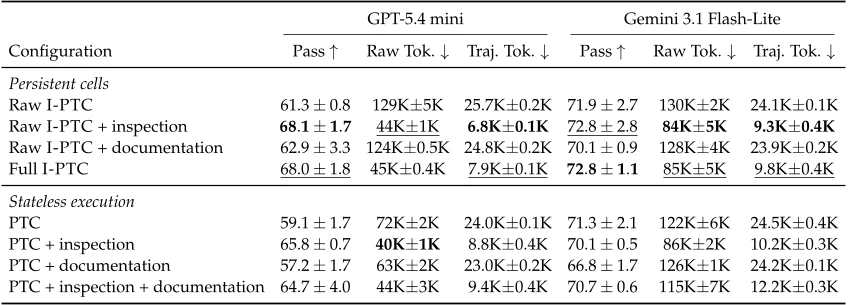 GPT-5.4 mini Gemini 3.1 Flash-Lite
Configuration Pass ↑ Raw Tok. ↓ Traj. Tok. ↓ Pass ↑ Raw Tok. ↓ Traj. Tok. ↓
Persistent cells
Raw I-PTC 61.3 ± 0.8 129K±5K 25.7K±0.2K 71.9 ± 2.7 130K±2K 24.1K±0.1K
Raw I-PTC + inspection 68.1 ± 1.7 44K±1K 6.8K±0.1K 72.8 ± 2.8 84K±5K 9.3K±0.4K
Raw I-PTC + documentation 62.9 ± 3.3 124K±0.5K 24.8K±0.2K 70.1 ± 0.9 128K±4K 23.9K±0.2K
Full I-PTC 68.0 ± 1.8 45K±0.4K 7.9K±0.1K 72.8 ± 1.1 85K±5K 9.8K±0.4K
Stateless execution
PTC 59.1 ± 1.7 72K±2K 24.0K±0.1K 71.3 ± 2.1 122K±6K 24.5K±0.4K
PTC + inspection 65.8 ± 0.7 40K±1K 8.8K±0.4K 70.1 ± 0.5 86K±2K 10.2K±0.3K
PTC + documentation 57.2 ± 1.7 63K±2K 23.0K±0.2K 66.8 ± 1.7 126K±1K 24.2K±0.1K
PTC + inspection + documentation 64.7 ± 4.0 44K±3K 9.4K±0.4K 70.7 ± 0.6 115K±7K 12.2K±0.3K